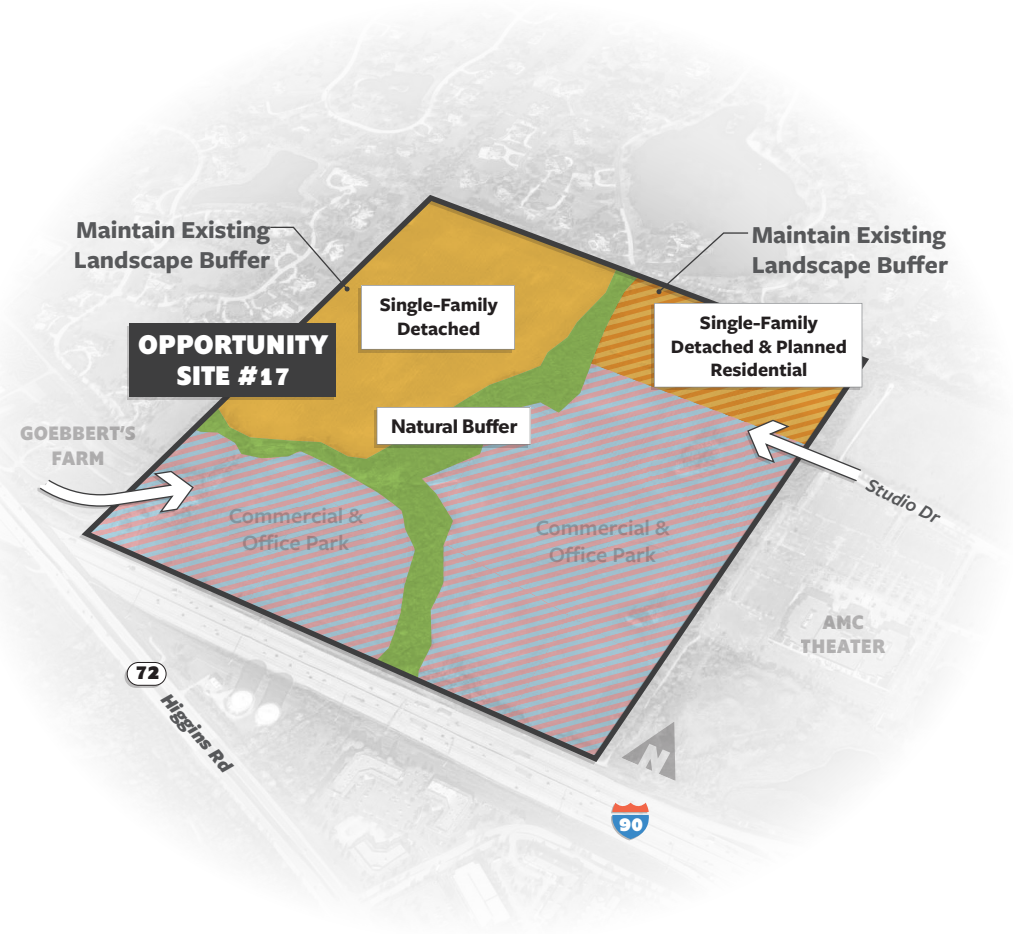 Maintain Existing
Landscape Buffer
Maintain Existing
Landscape Buffer
Single-Family
Detached
Single-Family
Detached & Planned
Residential
OPPORTUNITY
SITE #17
Natural Buffer
GOEBBERT'S
FARM
Studio Dr
Commercial &
Office Park
Commercial &
Office Park
AMC
THEATER
72
Higgins Rd
N
90